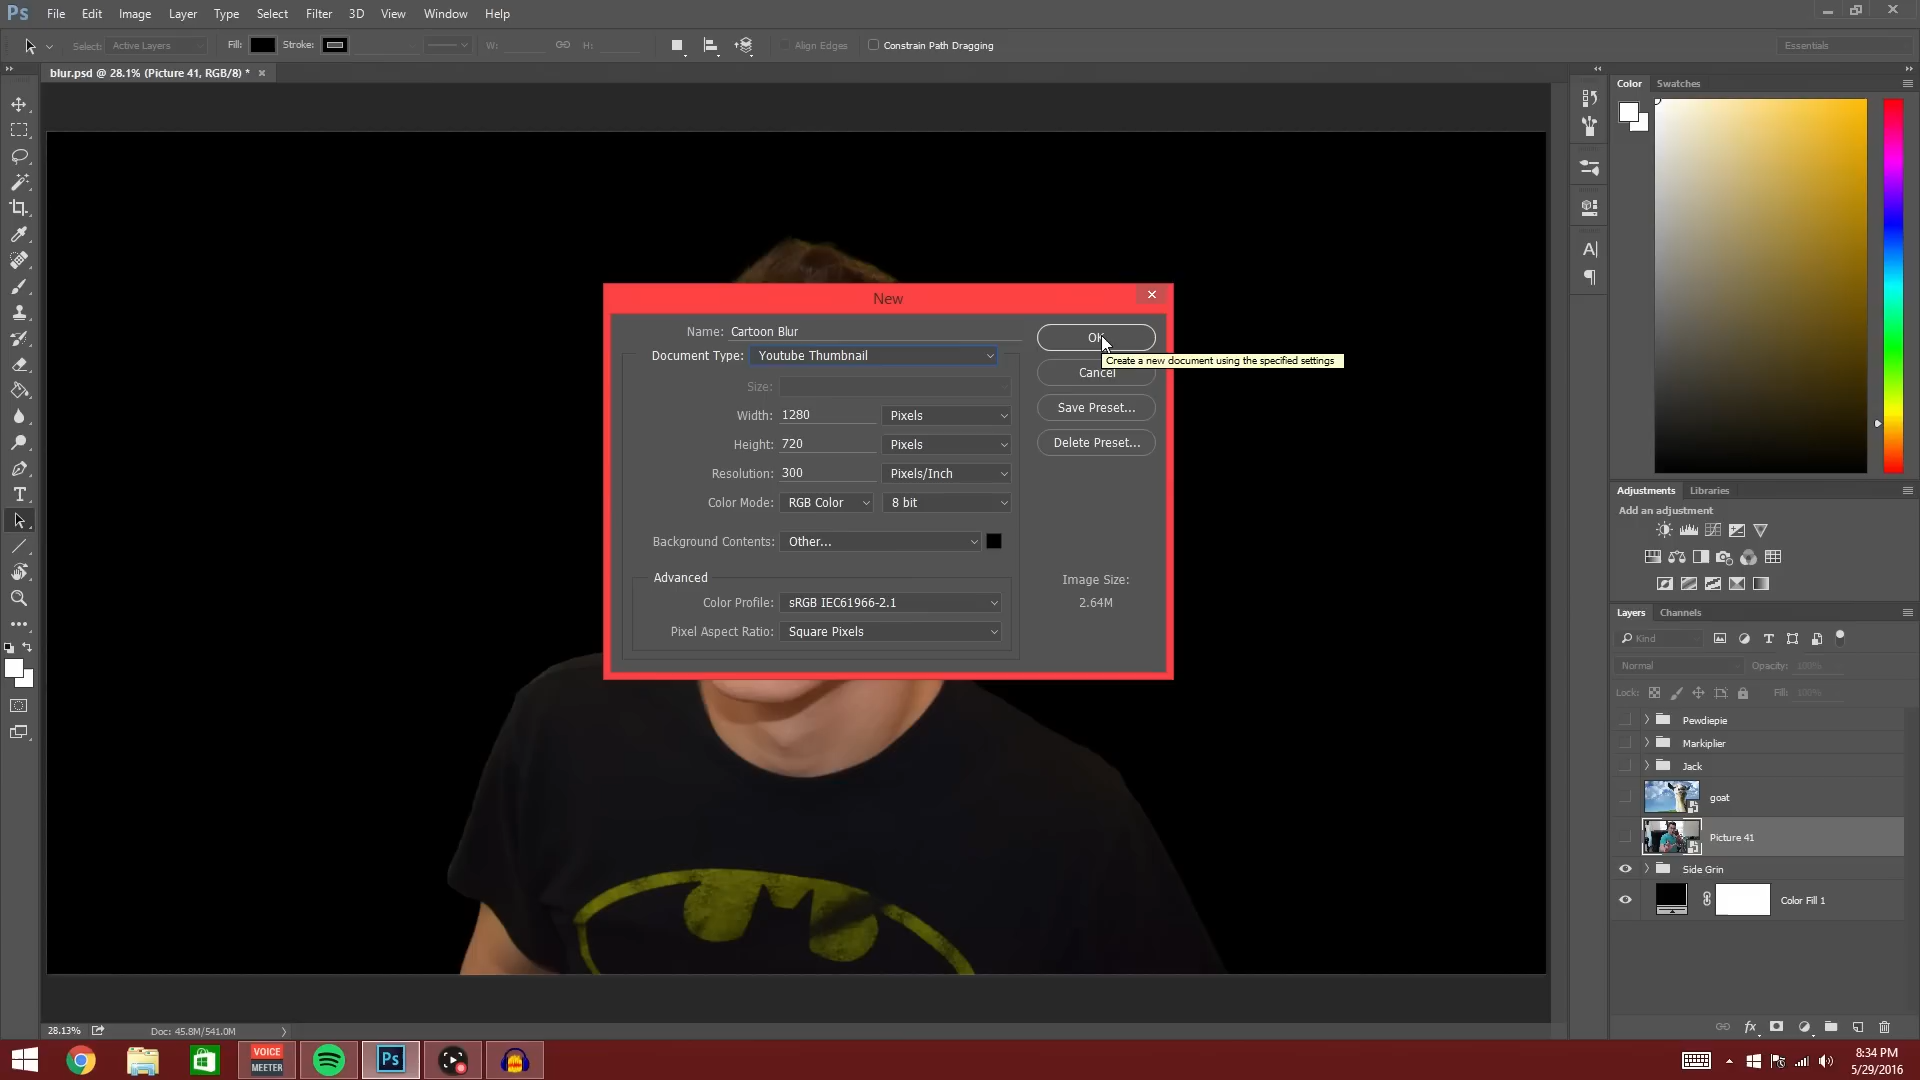 Ps File Edit Image Layer Type Select Filter 3D View Window Help
Select: Active Layers Fill: Stroke: W: H: Align Edges Constrain Path Dragging Essentials
blur.psd @ 28.1% (Picture 41, RGB/8) *
Color Swatches
New
Name: Cartoon Blur
OK
Document Type: Youtube Thumbnail
Create a new document using the specified settings
Size:
Cancel
Width: 1280 Pixels
Save Preset...
Height: 720 Pixels
Delete Preset...
Resolution: 300 Pixels/Inch
Color Mode: RGB Color 8 bit
Background Contents: Other...
Advanced
Image Size:
Color Profile: sRGB IEC61966-2.1
2.64M
Pixel Aspect Ratio: Square Pixels
Adjustments Libraries
Add an adjustment
Layers Channels
Kind
Normal Opacity: 100%
Lock: Fill: 100%
Pewdiepie
Markiplier
Jack
goat
Picture 41
Side Grin
Color Fill 1
fx
28.13% Doc: 45.8M/541.0M
VOICE
MEETER
Ps
8:34 PM
5/29/2016